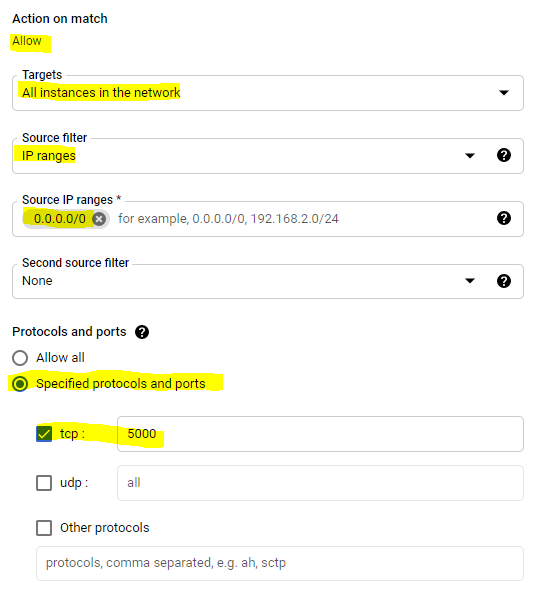 Action on match
Allow
Targets
All instances in the network
Source filter
IP ranges
Source IP ranges *
0.0.0.0/0 for example, 0.0.0.0/0, 192.168.2.0/24
Second source filter
None
Protocols and ports
Allow all
Specified protocols and ports
tcp : 5000
udp : all
Other protocols
protocols, comma separated, e.g. ah, sctp